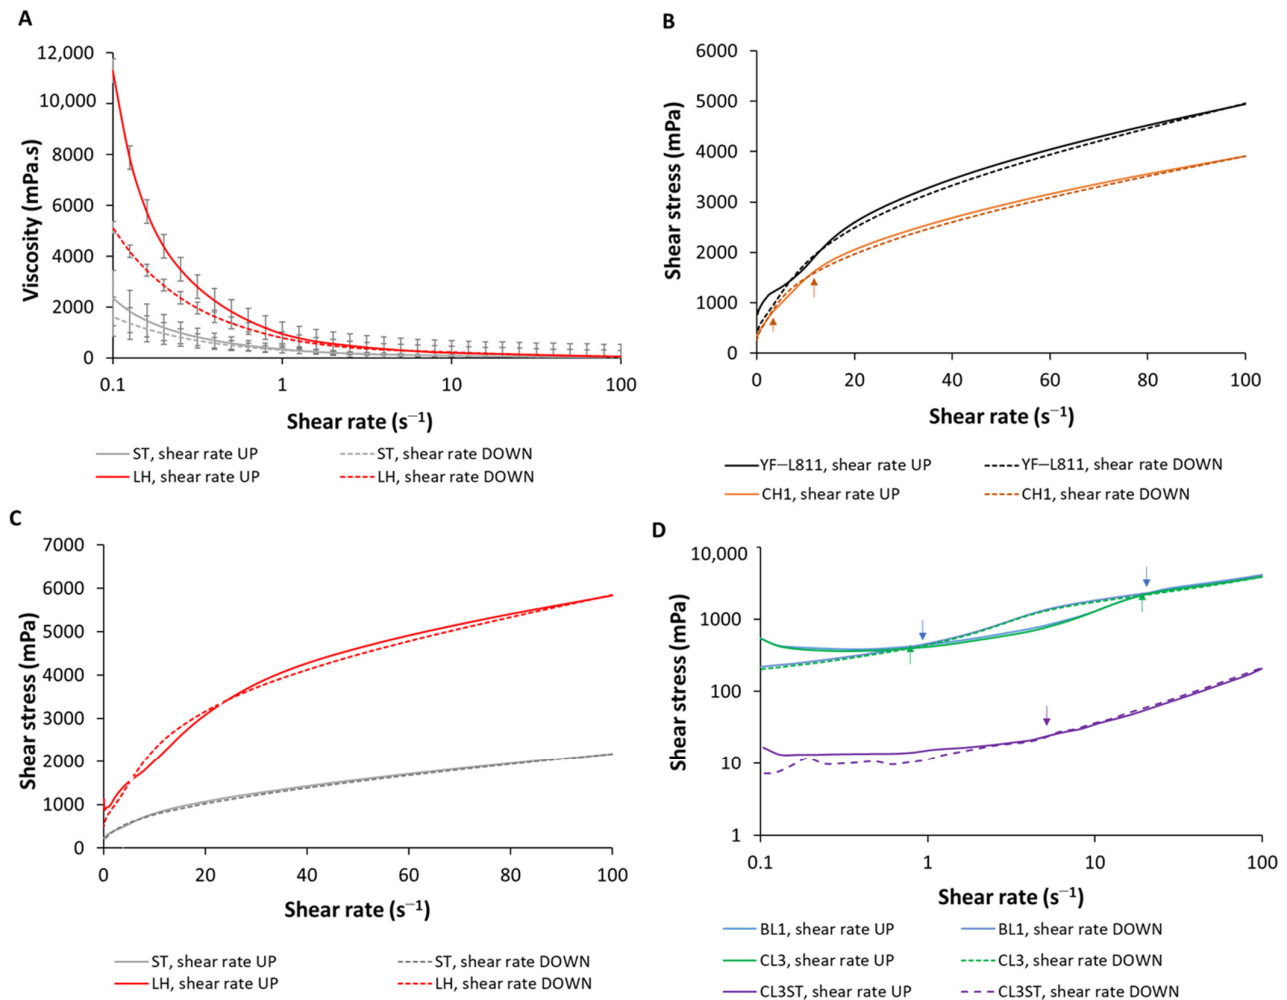 A
12,000
10,000
8000
6000
4000
2000
0
Viscosity (mPa.s)
0.1 1 10 100
Shear rate (s−1)
ST, shear rate UP ST, shear rate DOWN
LH, shear rate UP LH, shear rate DOWN
B
6000
5000
4000
3000
2000
1000
0
Shear stress (mPa)
0 20 40 60 80 100
Shear rate (s−1)
YF−L811, shear rate UP YF−L811, shear rate DOWN
CH1, shear rate UP CH1, shear rate DOWN
C
7000
6000
5000
4000
3000
2000
1000
0
Shear stress (mPa)
0 20 40 60 80 100
Shear rate (s−1)
ST, shear rate UP ST, shear rate DOWN
LH, shear rate UP LH, shear rate DOWN
D
10,000
1000
100
10
1
Shear stress (mPa)
0.1 1 10 100
Shear rate (s−1)
BL1, shear rate UP BL1, shear rate DOWN
CL3, shear rate UP CL3, shear rate DOWN
CL3ST, shear rate UP CL3ST, shear rate DOWN